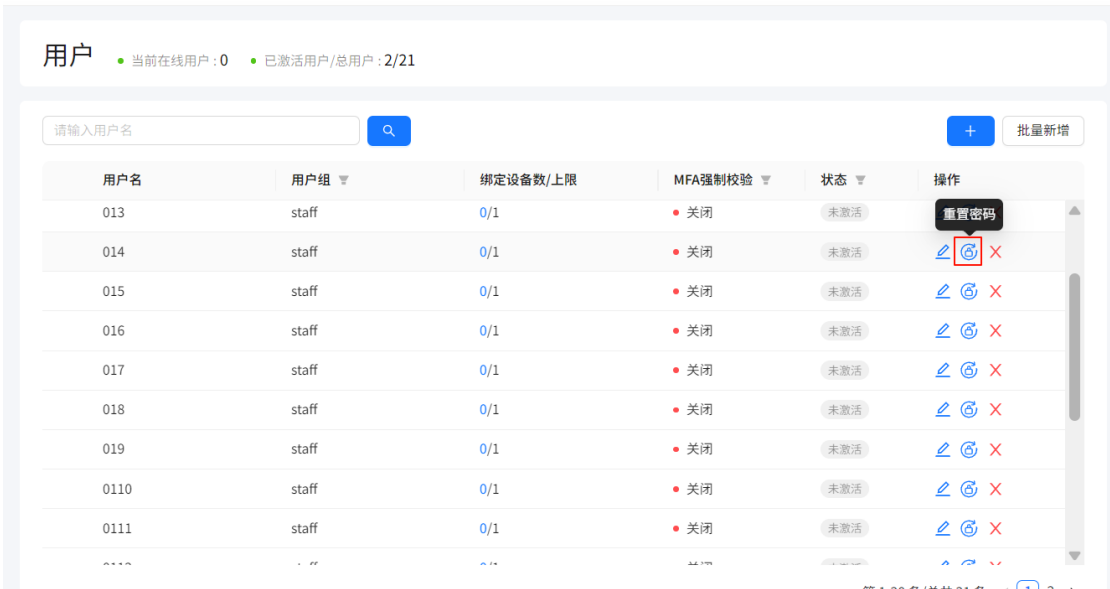 用户 当前在线用户 : 0 已激活用户/总用户 : 2/21
请输入用户名 批量新增
用户名 用户组 绑定设备数/上限 MFA强制校验 状态 操作
013 staff 0/1 关闭 未激活
重置密码
014 staff 0/1 关闭 未激活
015 staff 0/1 关闭 未激活
016 staff 0/1 关闭 未激活
017 staff 0/1 关闭 未激活
018 staff 0/1 关闭 未激活
019 staff 0/1 关闭 未激活
0110 staff 0/1 关闭 未激活
0111 staff 0/1 关闭 未激活